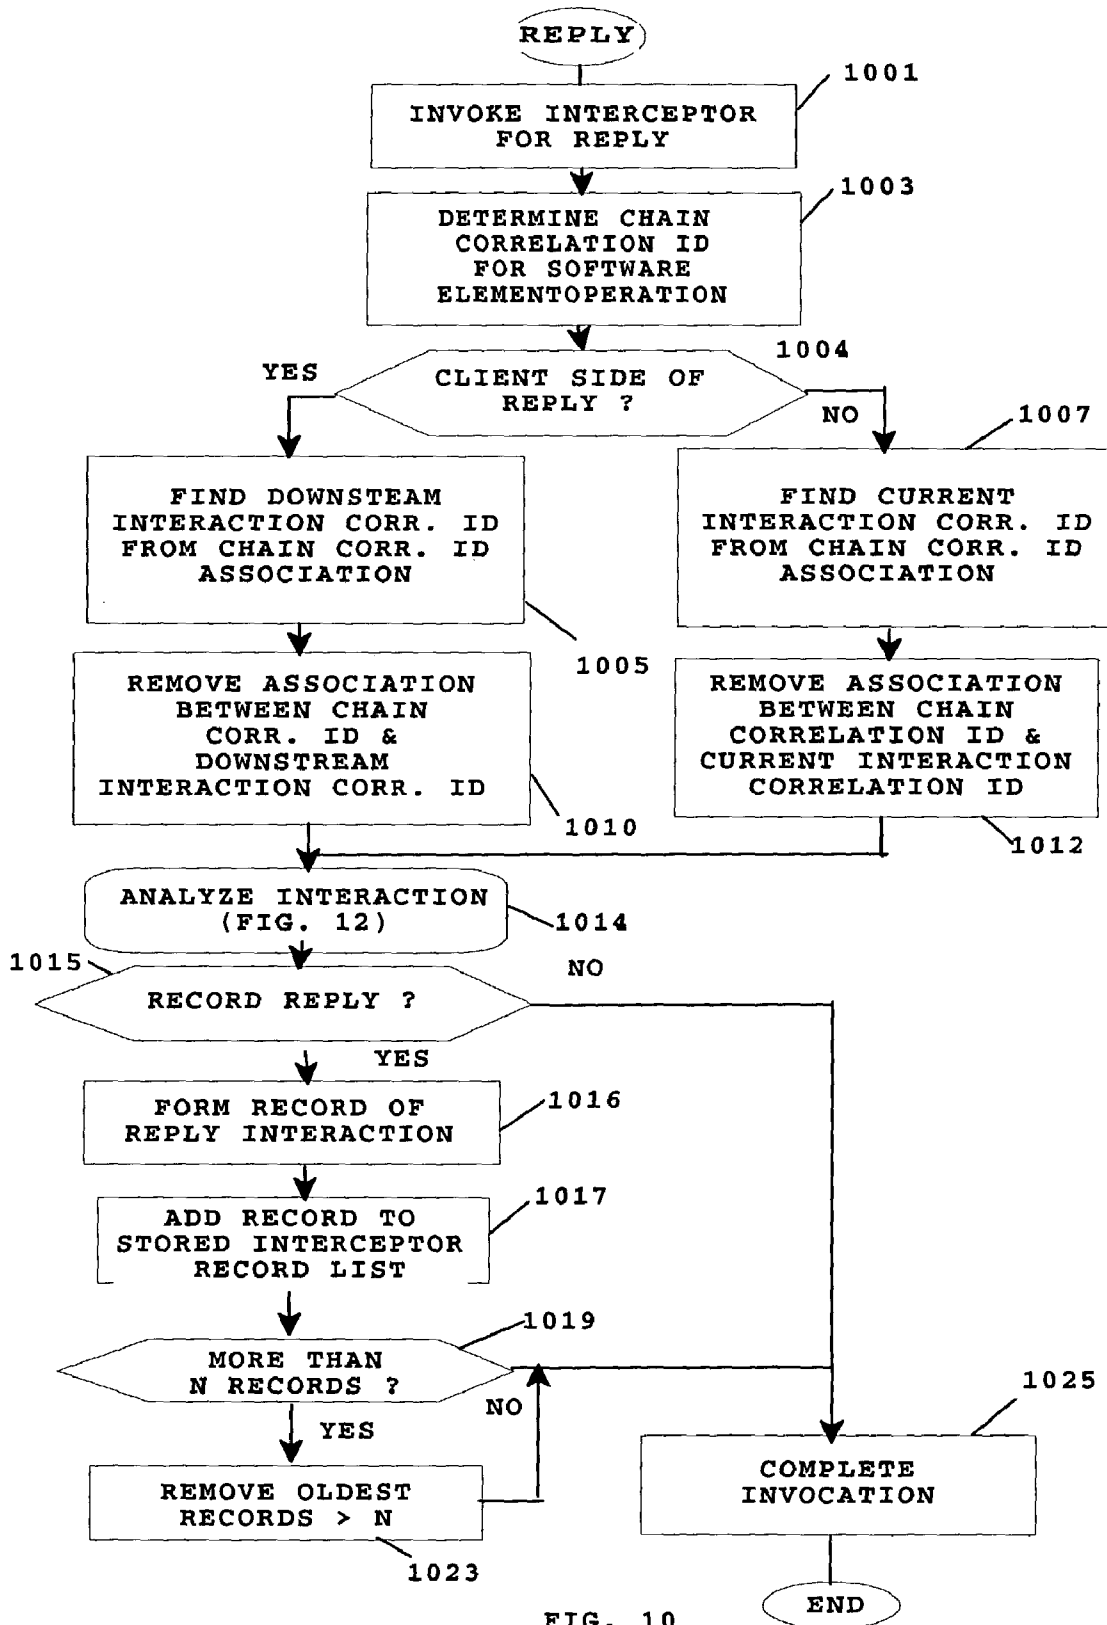 REPLY
1001
INVOKE INTERCEPTOR
FOR REPLY
1003
DETERMINE CHAIN
CORRELATION ID
FOR SOFTWARE
ELEMENTOPERATION
1004
CLIENT SIDE OF
REPLY ?
YES
NO
1007
FIND DOWNSTEAM
INTERACTION CORR. ID
FROM CHAIN CORR. ID
ASSOCIATION
1005
FIND CURRENT
INTERACTION CORR. ID
FROM CHAIN CORR. ID
ASSOCIATION
REMOVE ASSOCIATION
BETWEEN CHAIN
CORR. ID &
DOWNSTREAM
INTERACTION CORR. ID
1010
REMOVE ASSOCIATION
BETWEEN CHAIN
CORRELATION ID &
CURRENT INTERACTION
CORRELATION ID
1012
ANALYZE INTERACTION
(FIG. 12)
1014
1015
NO
RECORD REPLY ?
YES
FORM RECORD OF
REPLY INTERACTION
1016
1017
ADD RECORD TO
STORED INTERCEPTOR
RECORD LIST
1019
MORE THAN
N RECORDS ?
NO
YES
1025
REMOVE OLDEST
RECORDS > N
1023
COMPLETE
INVOCATION
END
FIG. 10